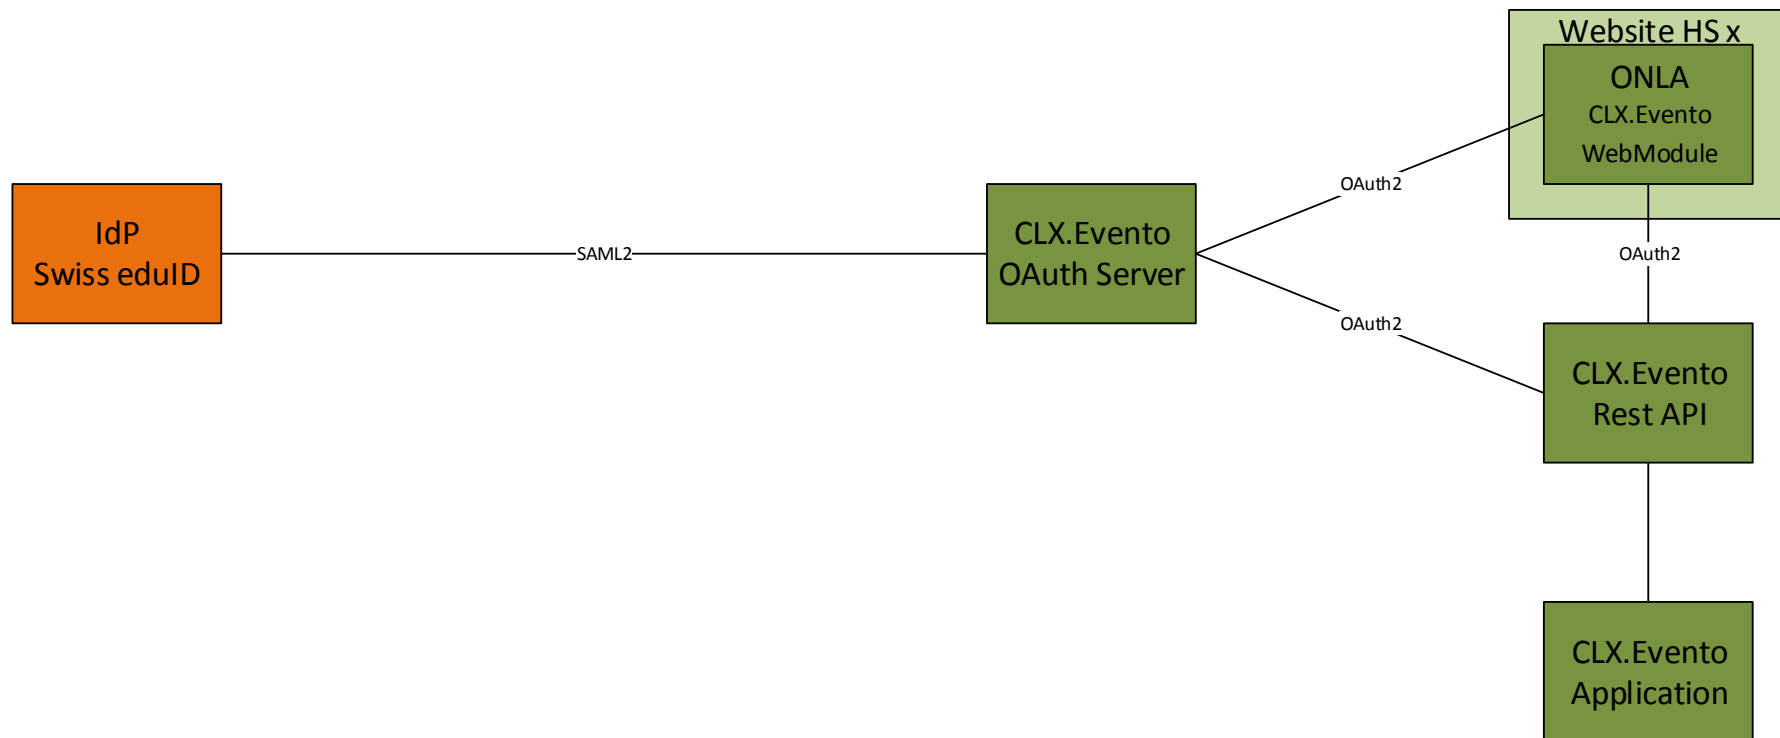 Website HS x
ONLA
CLX.Evento
WebModule
OAuth2
IdP
Swiss eduID
SAML2
CLX.Evento
OAuth Server
OAuth2
OAuth2
CLX.Evento
Rest API
CLX.Evento
Application